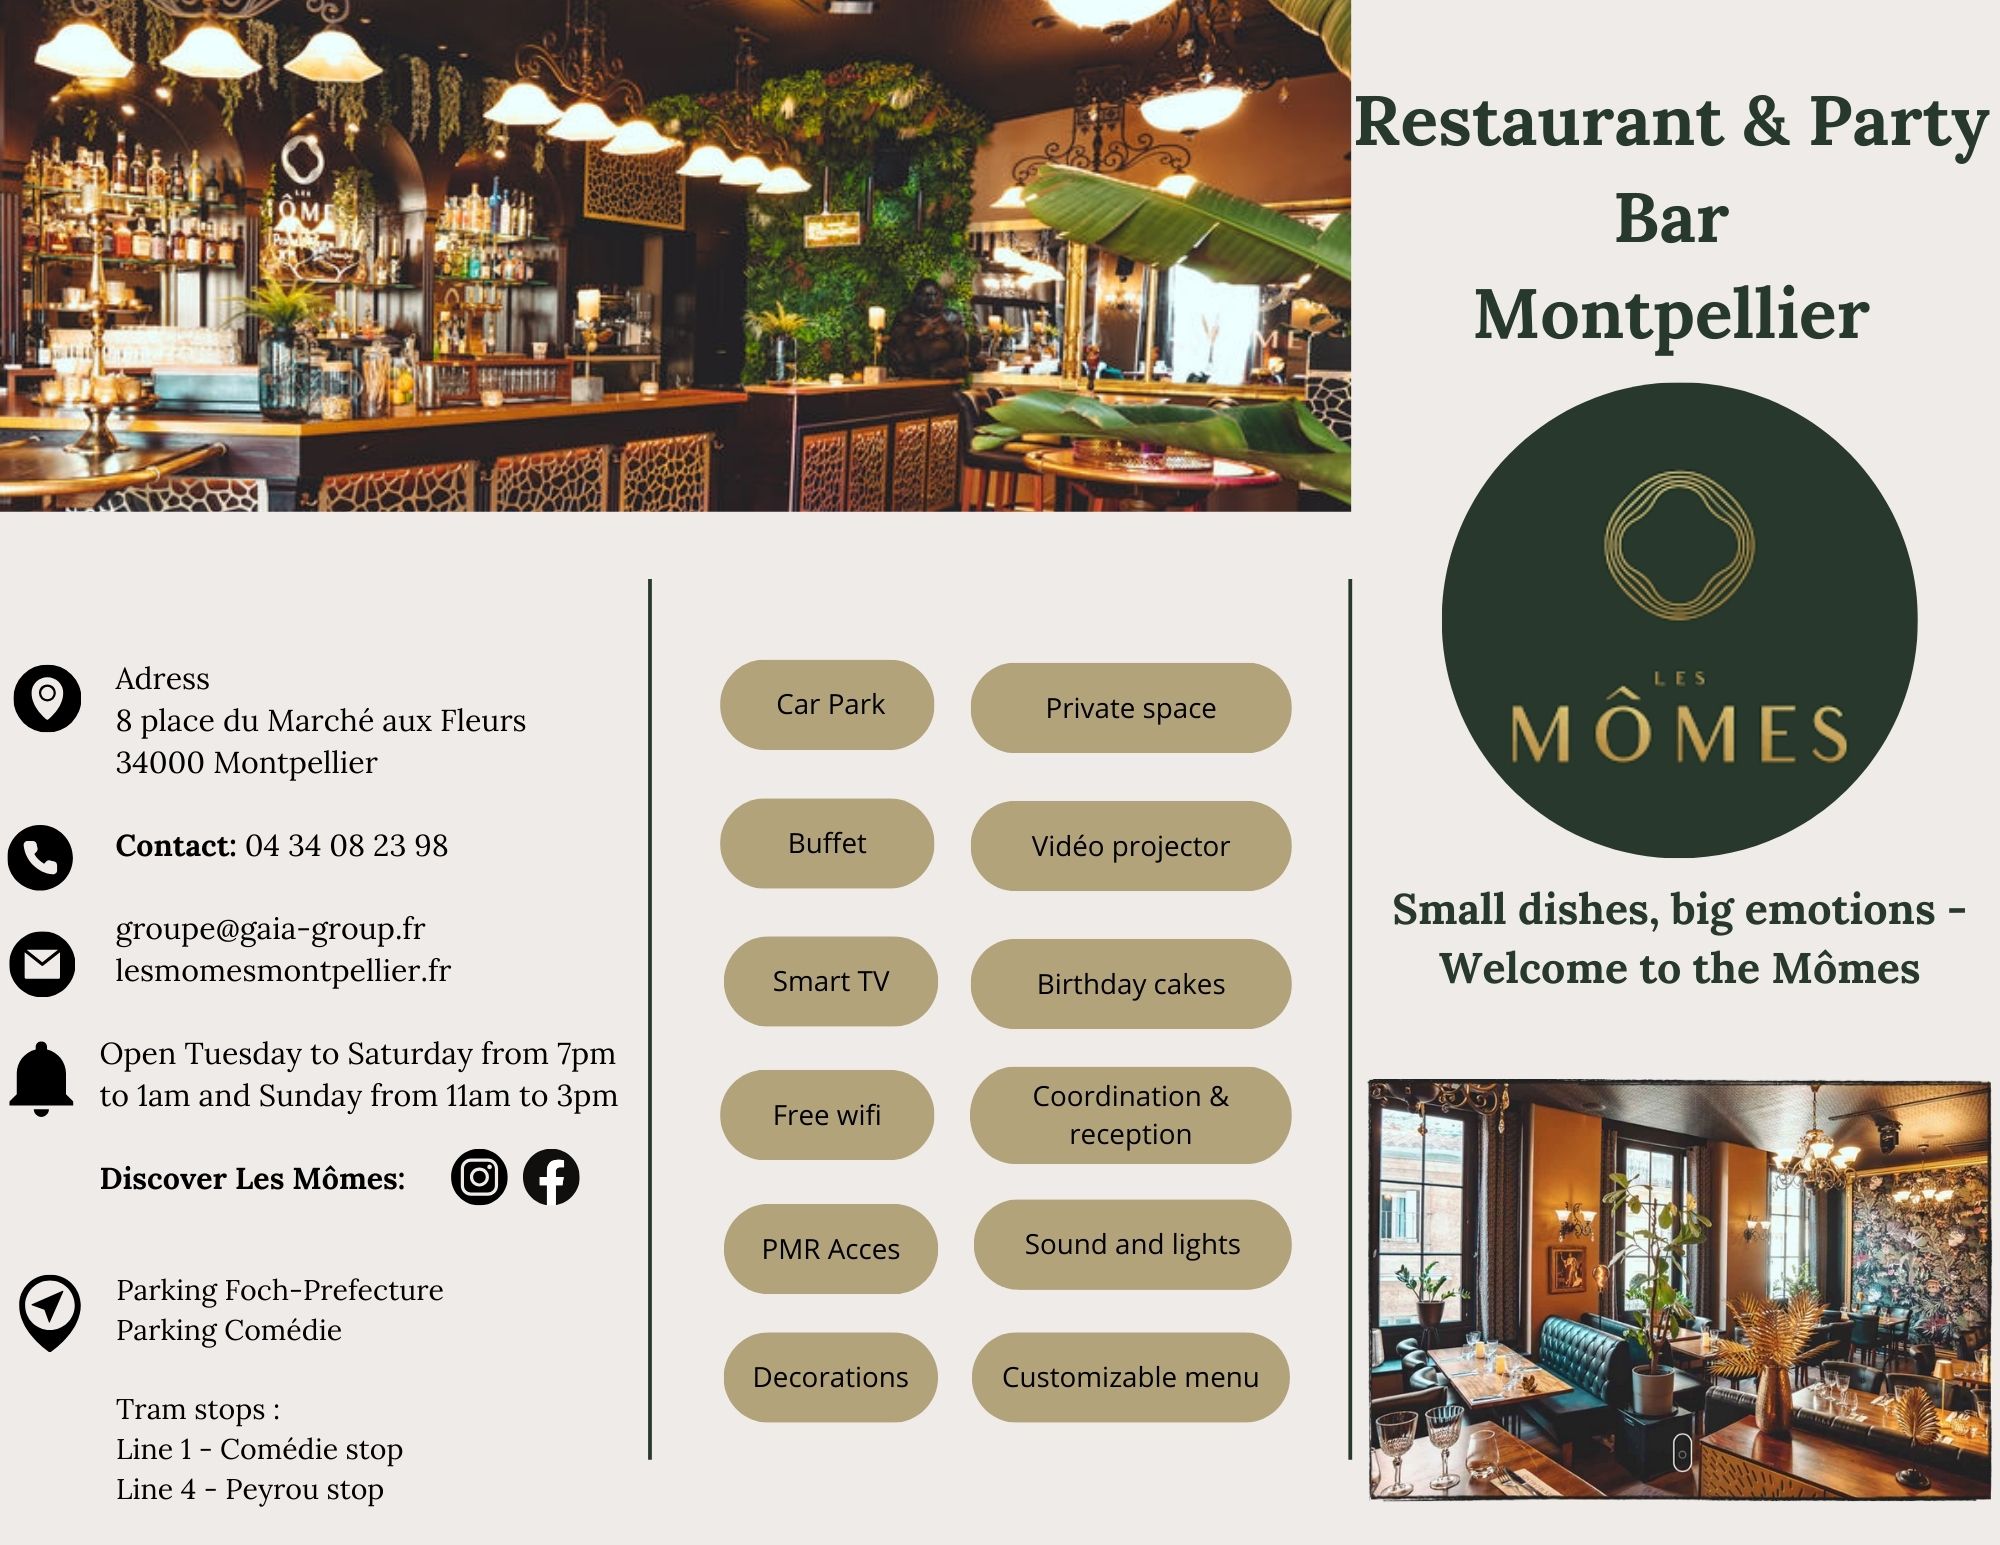 LES
ÔME
Restaurant & Party
Bar
Montpellier
LES
MÔMES
Small dishes, big emotions -
Welcome to the Mômes
Adress
8 place du Marché aux Fleurs
34000 Montpellier
Contact: 04 34 08 23 98
groupe@gaia-group.fr
lesmomesmontpellier.fr
Open Tuesday to Saturday from 7pm
to 1am and Sunday from 11am to 3pm
Discover Les Mômes:
Parking Foch-Prefecture
Parking Comédie
Tram stops :
Line 1 - Comédie stop
Line 4 - Peyrou stop
Car Park
Private space
Buffet
Vidéo projector
Smart TV
Birthday cakes
Free wifi
Coordination &
reception
PMR Acces
Sound and lights
Decorations
Customizable menu